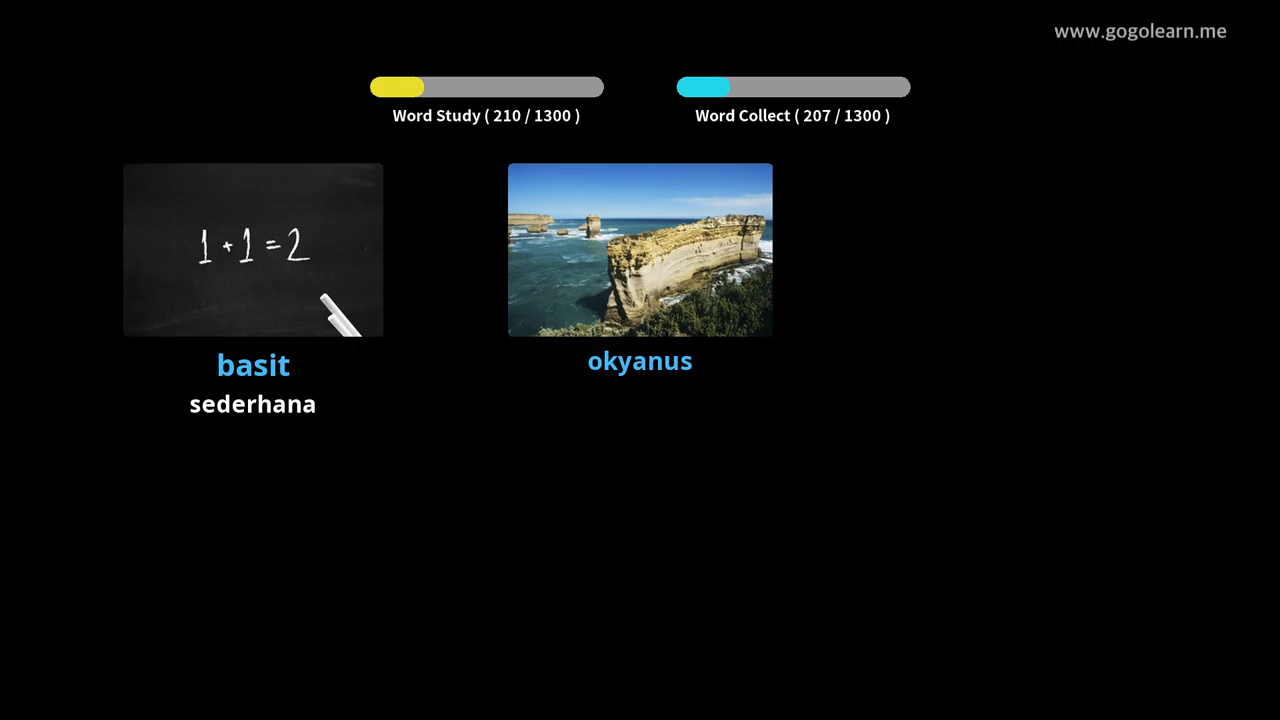 www.gogolearn.me
Word Study ( 210 / 1300 )
Word Collect ( 207 / 1300 )
1 + 1 = 2
basit
sederhana
okyanus